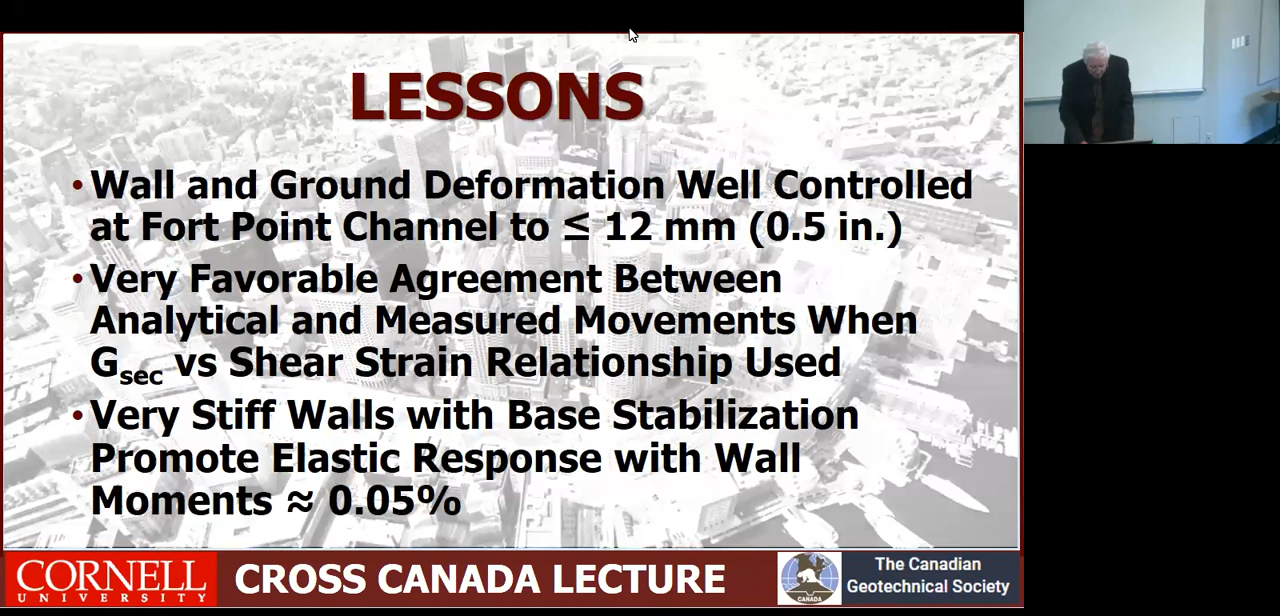 LESSONS
• Wall and Ground Deformation Well Controlled
at Fort Point Channel to ≤ 12 mm (0.5 in.)
• Very Favorable Agreement Between
Analytical and Measured Movements When
Gsec vs Shear Strain Relationship Used
• Very Stiff Walls with Base Stabilization
Promote Elastic Response with Wall
Moments ≈ 0.05%
CORNELL
UNIVERSITY
CROSS CANADA LECTURE
CANADA
The Canadian
Geotechnical Society